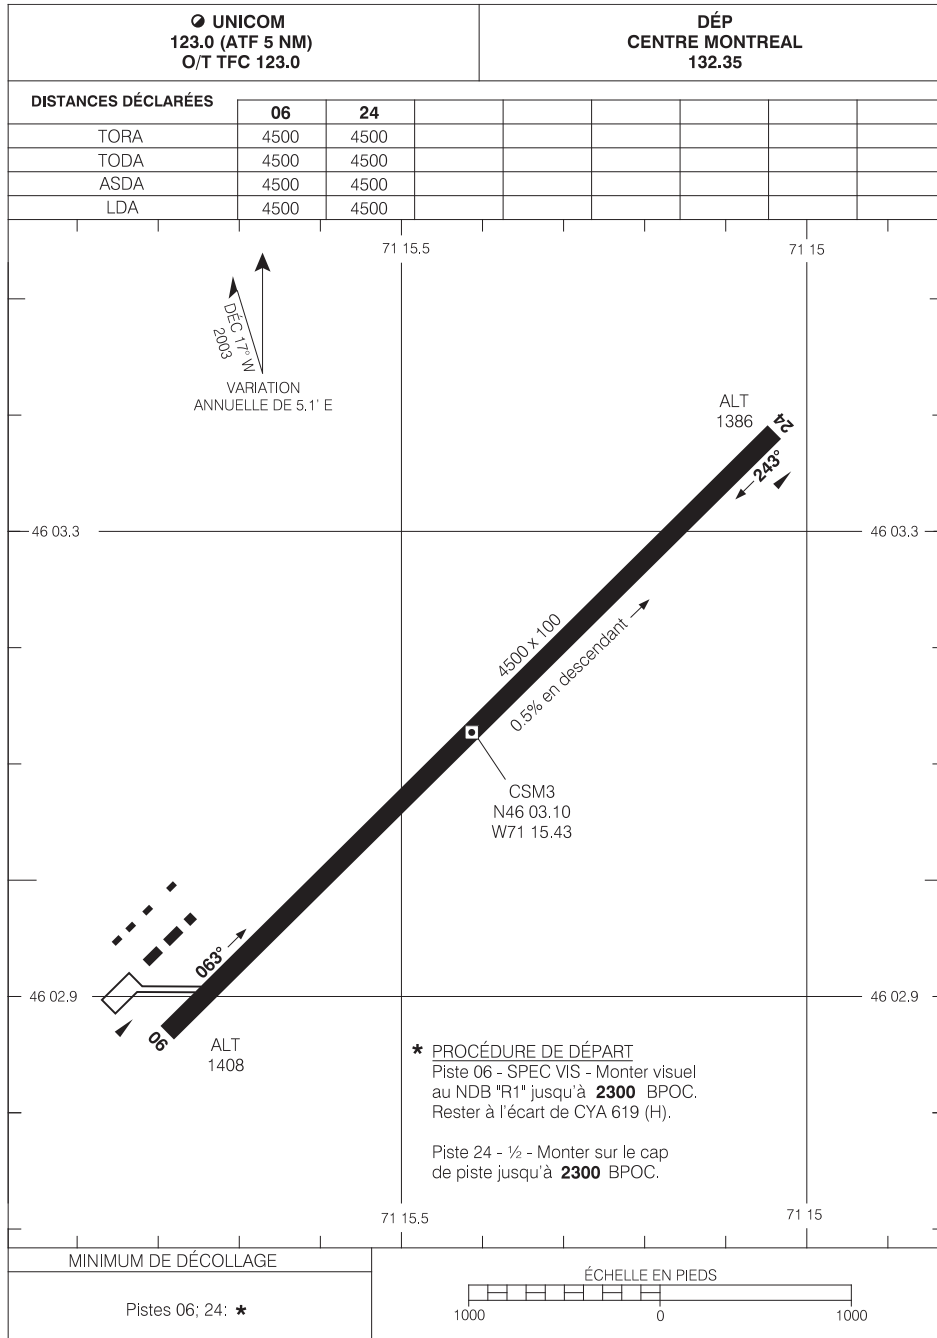 UNICOM
123.0 (ATF 5 NM)
O/T TFC 123.0
DÉP
CENTRE MONTREAL
132.35
DISTANCES DÉCLARÉES
06 24
TORA 4500 4500
TODA 4500 4500
ASDA 4500 4500
LDA 4500 4500
71 15.5 71 15
DÉC 17° W
2003
VARIATION
ANNUELLE DE 5.1' E
ALT
1386
24
243°
46 03.3 46 03.3
4500 x 100
0.5% en descendant
CSM3
N46 03.10
W71 15.43
063°
46 02.9 46 02.9
06
ALT
1408
* PROCÉDURE DE DÉPART
Piste 06 - SPEC VIS - Monter visuel
au NDB "R1" jusqu'à 2300 BPOC.
Rester à l'écart de CYA 619 (H).
Piste 24 - ½ - Monter sur le cap
de piste jusqu'à 2300 BPOC.
71 15.5 71 15
MINIMUM DE DÉCOLLAGE
Pistes 06; 24: *
ÉCHELLE EN PIEDS
1000 0 1000